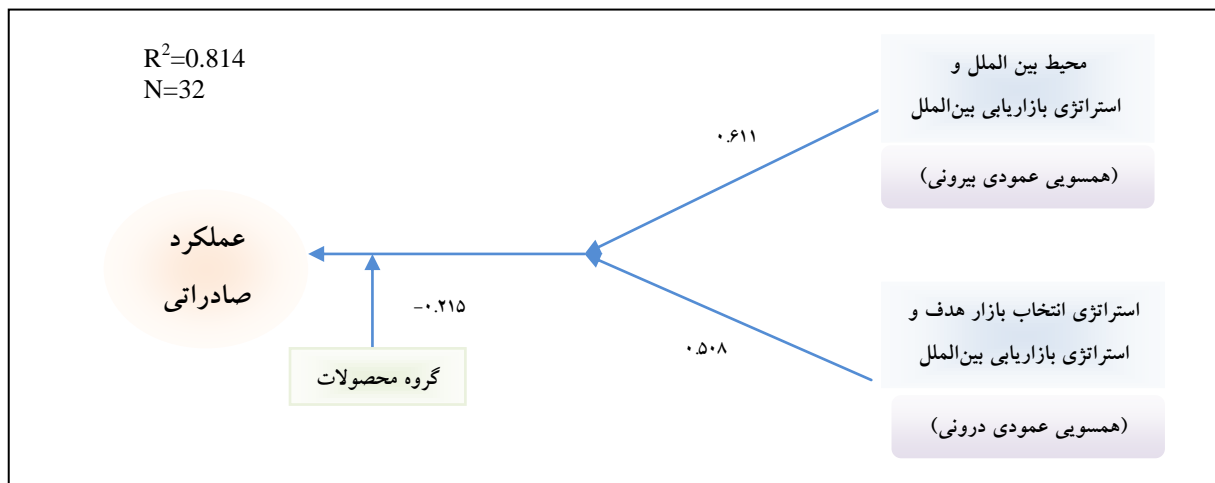 R²=0.814
N=32
محیط بین الملل و
استراتژی بازاریابی بین‌الملل
(همسویی عمودی بیرونی)
۰.۶۱۱
عملکرد
صادراتی
-۰.۲۱۵
گروه محصولات
۰.۵۰۸
استراتژی انتخاب بازار هدف و
استراتژی بازاریابی بین‌الملل
(همسویی عمودی درونی)